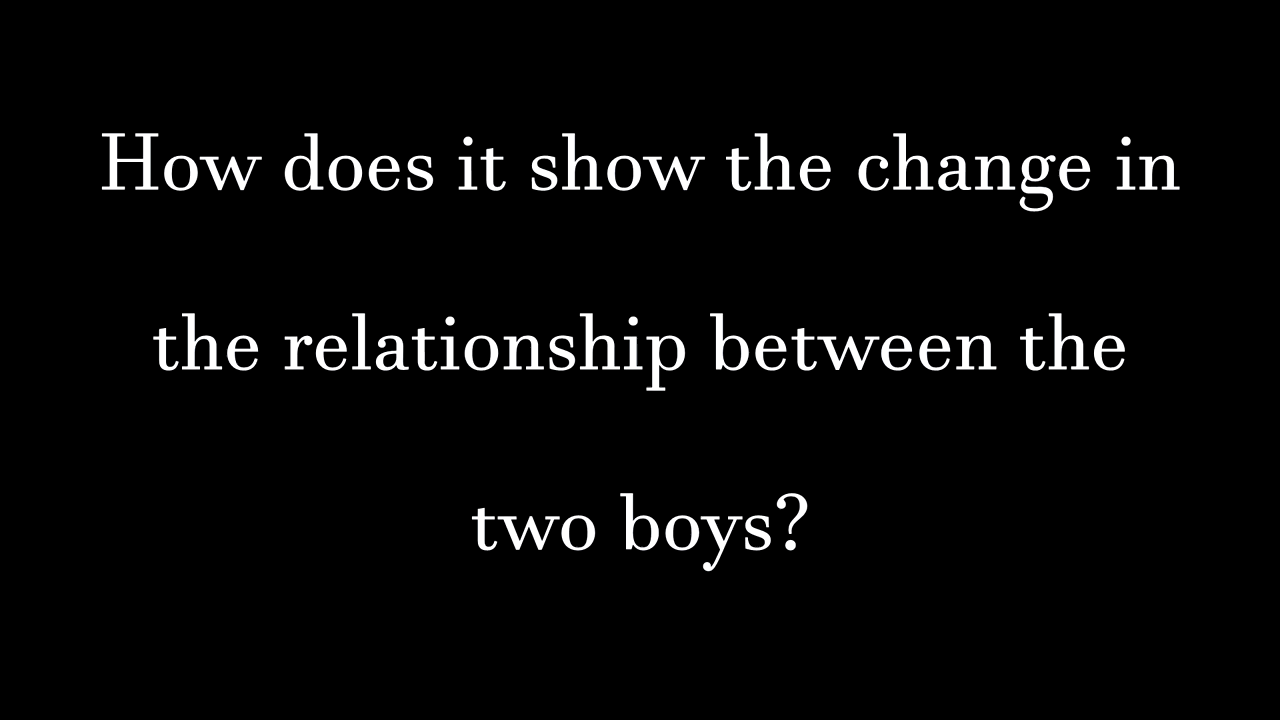 How does it show the change in
the relationship between the
two boys?